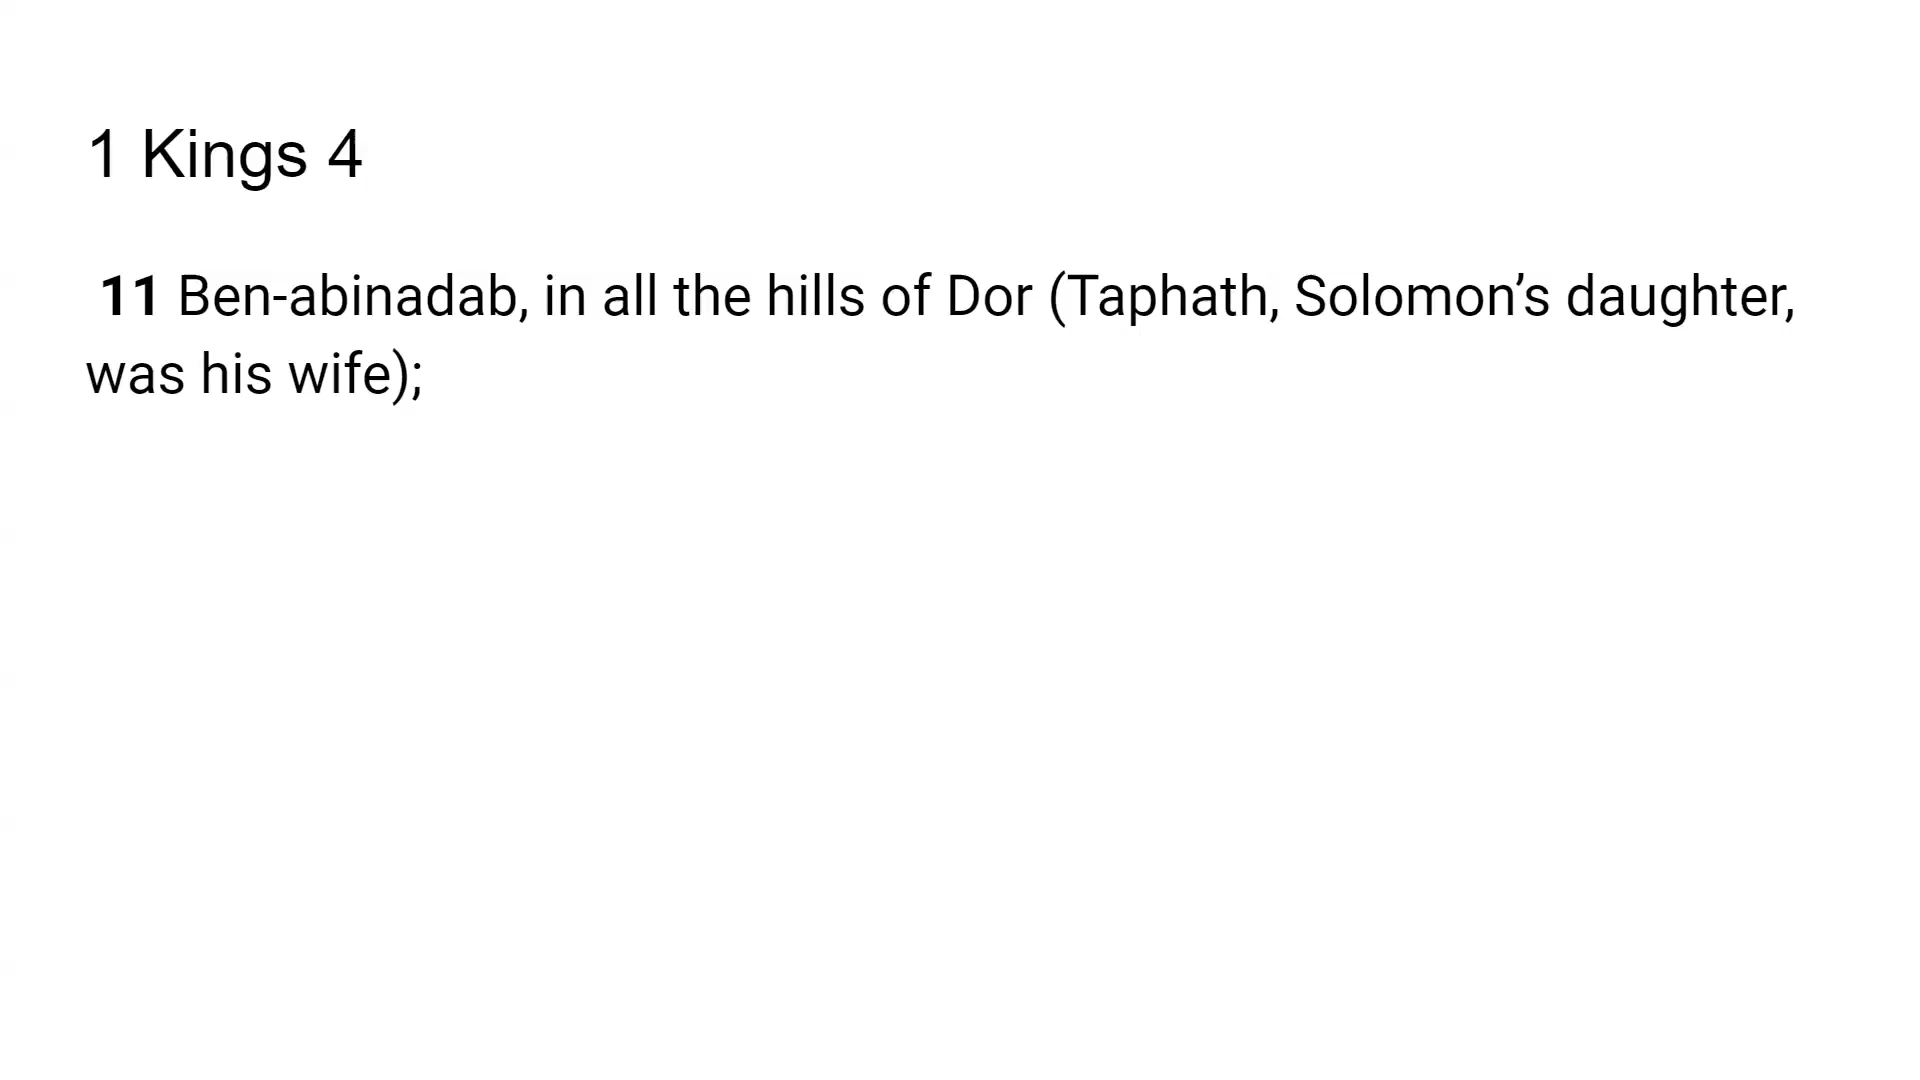 1 Kings 4
11 Ben-abinadab, in all the hills of Dor (Taphath, Solomon’s daughter,
was his wife);